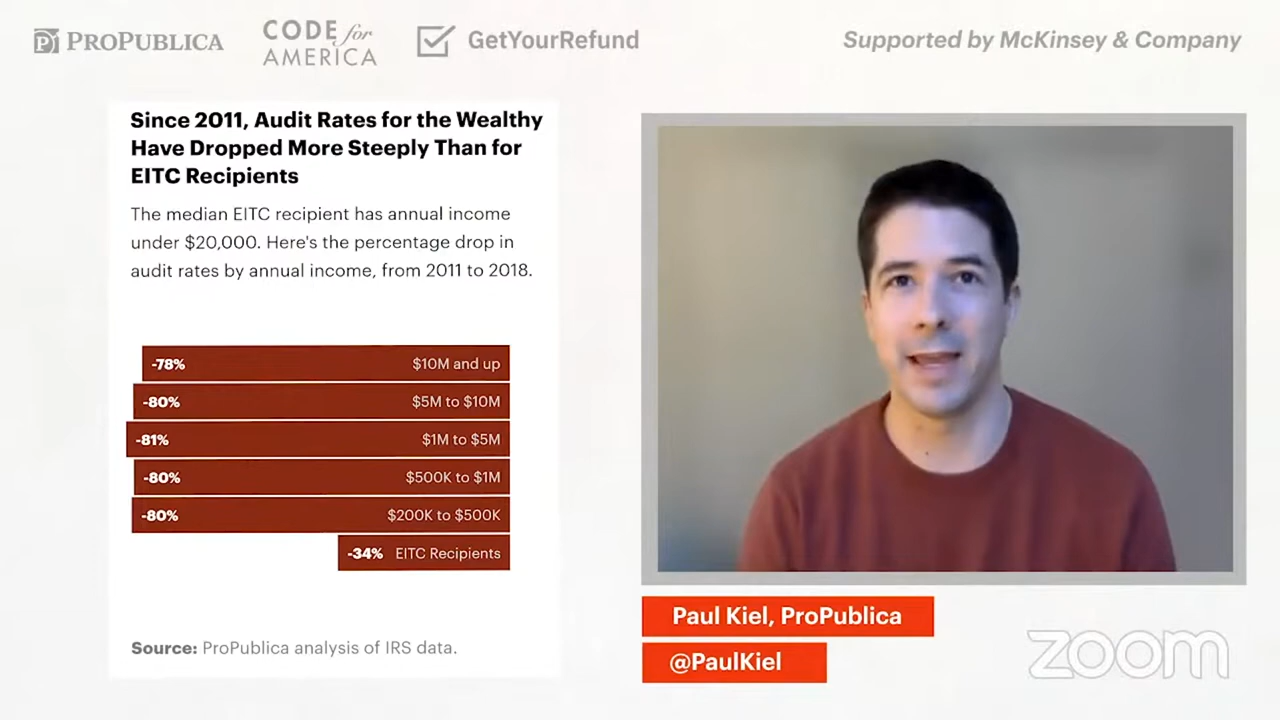 PROPUBLICA
CODE for
AMERICA
GetYourRefund
Supported by McKinsey & Company
Since 2011, Audit Rates for the Wealthy
Have Dropped More Steeply Than for
EITC Recipients
The median EITC recipient has annual income
under $20,000. Here's the percentage drop in
audit rates by annual income, from 2011 to 2018.
-78% $10M and up
-80% $5M to $10M
-81% $1M to $5M
-80% $500K to $1M
-80% $200K to $500K
-34% EITC Recipients
Source: ProPublica analysis of IRS data.
Paul Kiel, ProPublica
@PaulKiel
zoom